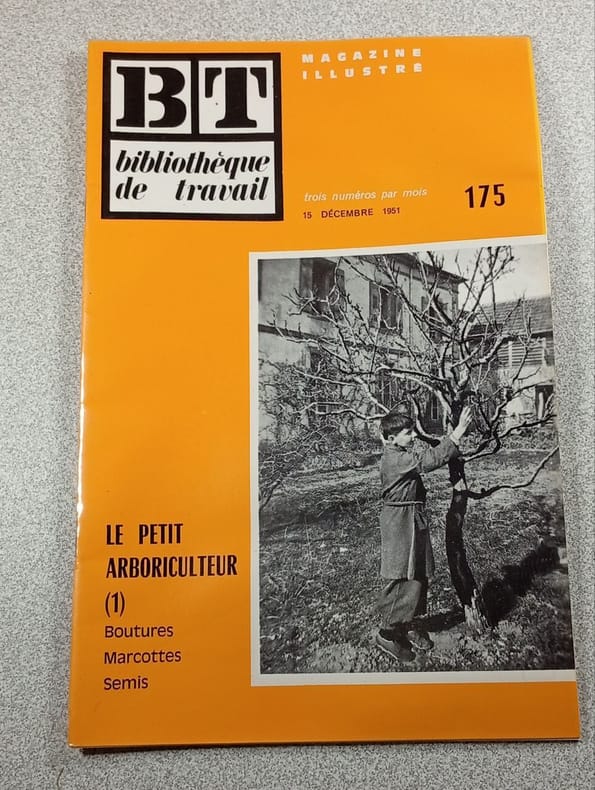 BT
bibliothèque
de travail
MAGAZINE
ILLUSTRÉ
trois numéros par mois
15 DÉCEMBRE 1951
175
LE PETIT
ARBORICULTEUR
(1)
Boutures
Marcottes
Semis